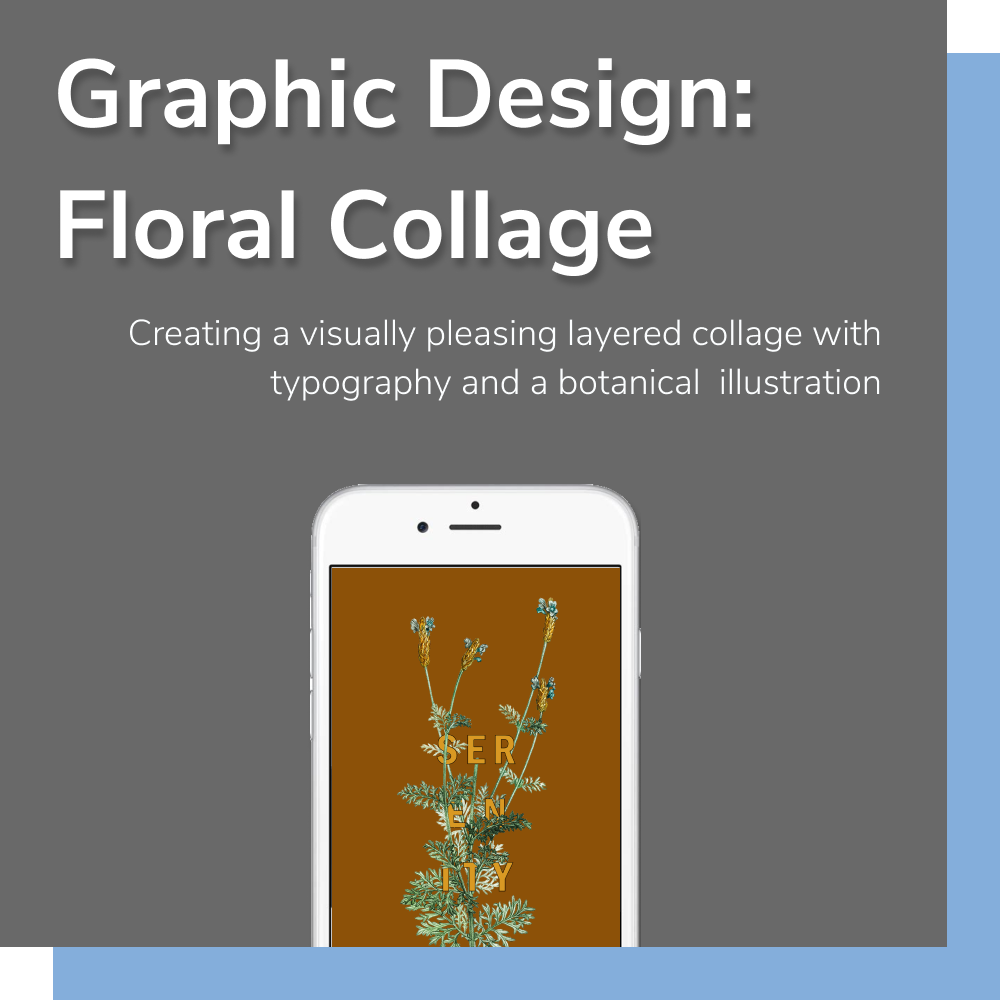 Graphic Design:
Floral Collage
Creating a visually pleasing layered collage with
typography and a botanical  illustration
SER
EN
ITY